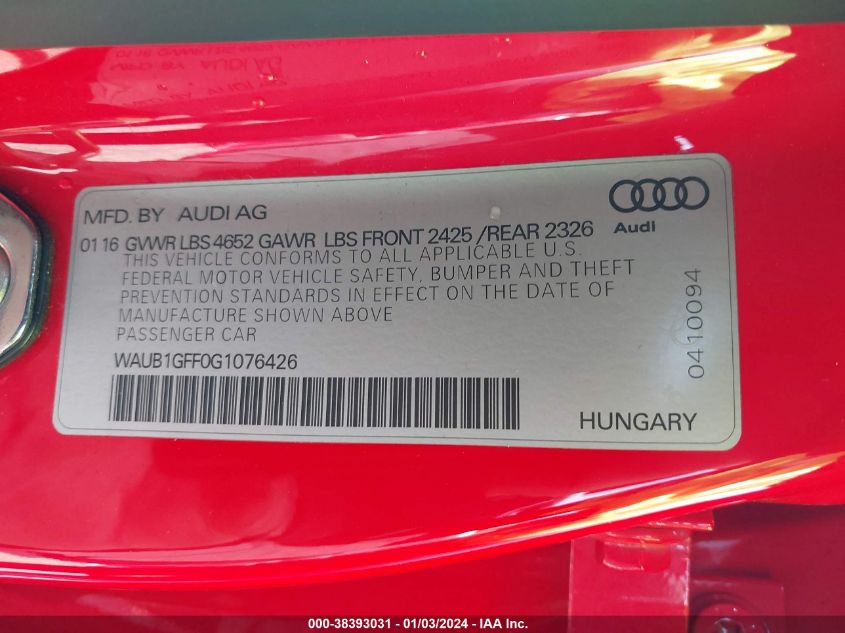 MFD. BY AUDI AG
01 16 GVWR LBS 4652 GAWR LBS FRONT 2425 /REAR 2326
Audi
THIS VEHICLE CONFORMS TO ALL APPLICABLE U.S.
FEDERAL MOTOR VEHICLE SAFETY, BUMPER AND THEFT
PREVENTION STANDARDS IN EFFECT ON THE DATE OF
MANUFACTURE SHOWN ABOVE
PASSENGER CAR
WAUB1GFF0G1076426
HUNGARY
0410094
000-38393031 - 01/03/2024 - IAA Inc.